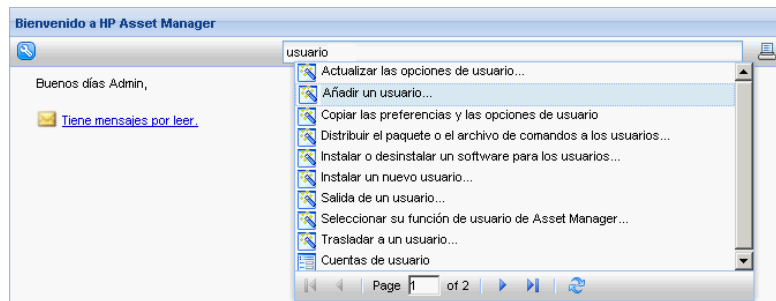 Bienvenido a HP Asset Manager
usuario
Buenos días Admin,
Tiene mensajes por leer.
Actualizar las opciones de usuario...
Añadir un usuario...
Copiar las preferencias y las opciones de usuario
Distribuir el paquete o el archivo de comandos a los usuarios...
Instalar o desinstalar un software para los usuarios...
Instalar un nuevo usuario...
Salida de un usuario...
Seleccionar su función de usuario de Asset Manager...
Trasladar a un usuario...
Cuentas de usuario
Page 1 of 2